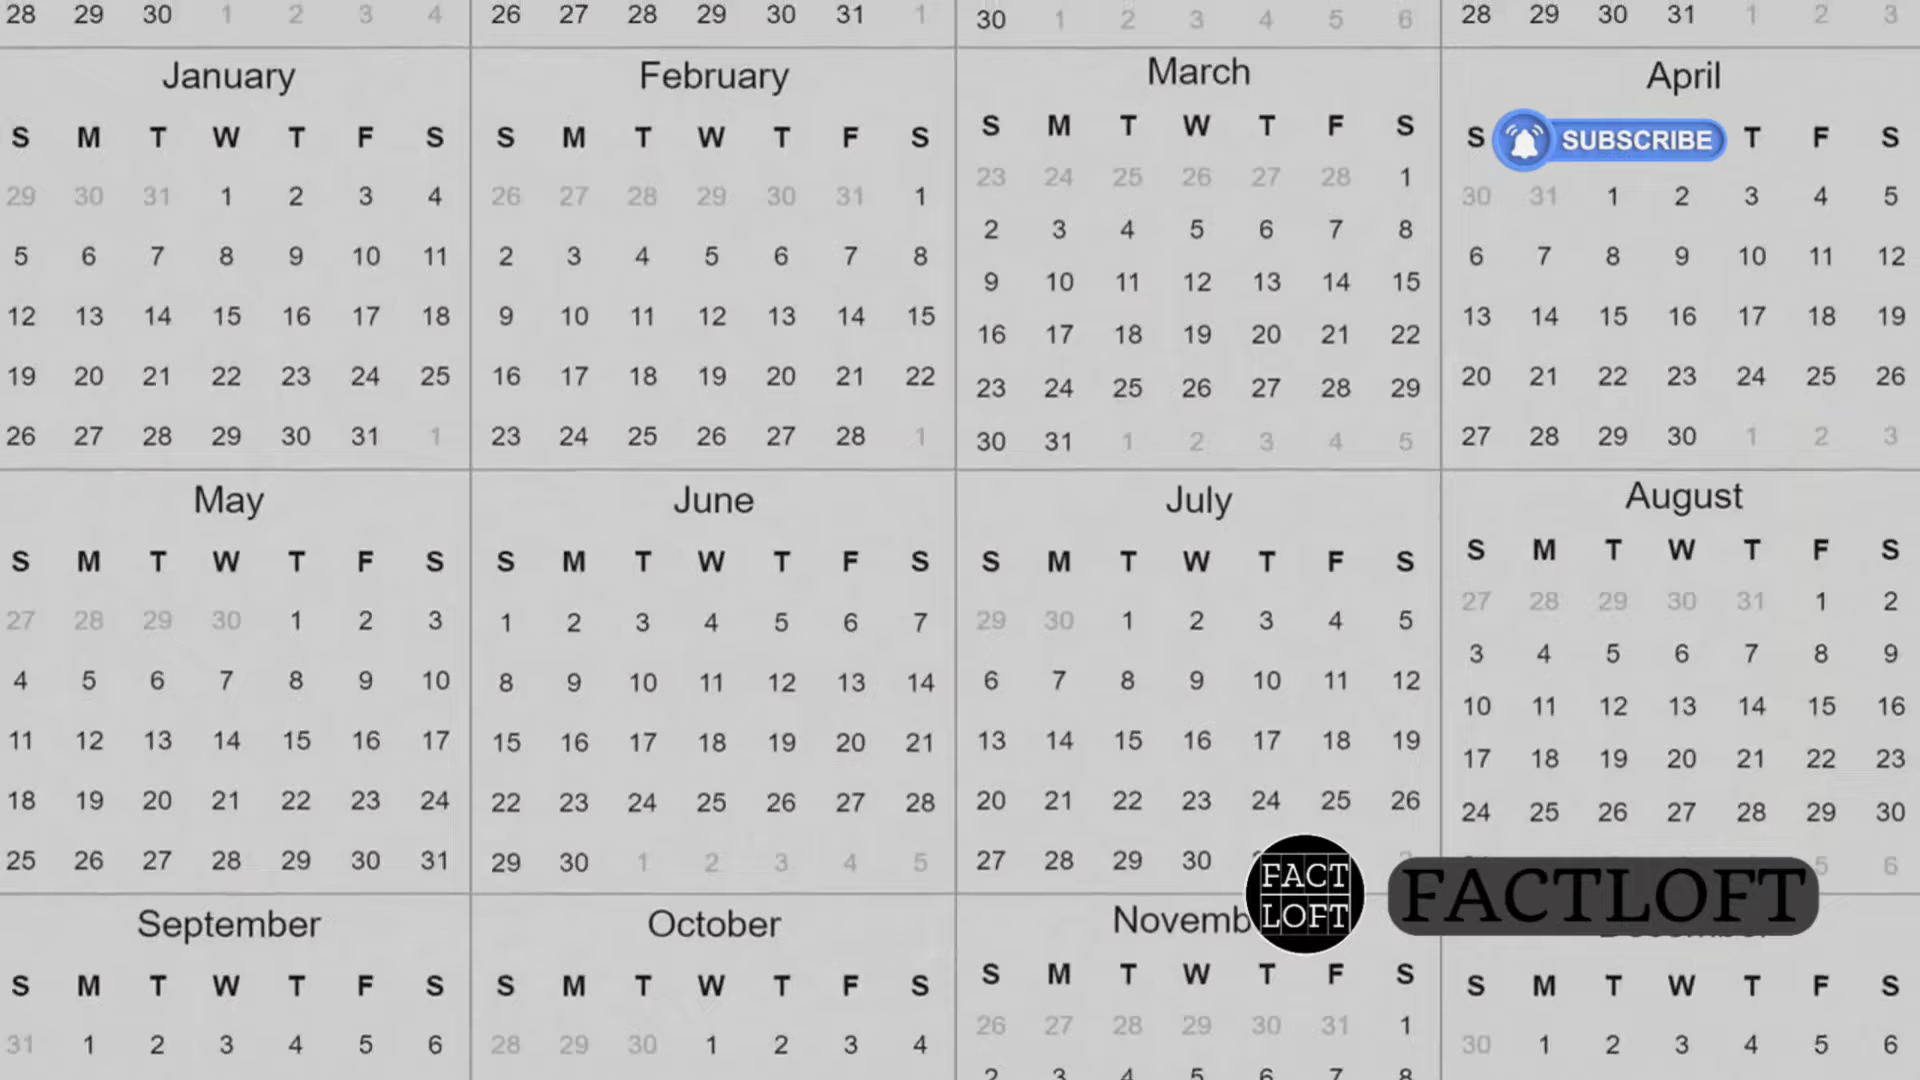 28 29 30 1 2 3 4 26 27 28 29 30 31 1 30 1 2 3 4 5 6 28 29 30 31 1 2 3
January February March April
S M T W T F S S M T W T F S S M T W T F S S SUBSCRIBE T F S
29 30 31 1 2 3 4 26 27 28 29 30 31 1 23 24 25 26 27 28 1 30 31 1 2 3 4 5
5 6 7 8 9 10 11 2 3 4 5 6 7 8 2 3 4 5 6 7 8 6 7 8 9 10 11 12
12 13 14 15 16 17 18 9 10 11 12 13 14 15 9 10 11 12 13 14 15 13 14 15 16 17 18 19
19 20 21 22 23 24 25 16 17 18 19 20 21 22 16 17 18 19 20 21 22 20 21 22 23 24 25 26
26 27 28 29 30 31 1 23 24 25 26 27 28 1 23 24 25 26 27 28 29 27 28 29 30 1 2 3
30 31 1 2 3 4 5
May June July August
S M T W T F S S M T W T F S S M T W T F S S M T W T F S
27 28 29 30 1 2 3 1 2 3 4 5 6 7 29 30 1 2 3 4 5 27 28 29 30 31 1 2
4 5 6 7 8 9 10 8 9 10 11 12 13 14 6 7 8 9 10 11 12 3 4 5 6 7 8 9
11 12 13 14 15 16 17 15 16 17 18 19 20 21 13 14 15 16 17 18 19 10 11 12 13 14 15 16
18 19 20 21 22 23 24 22 23 24 25 26 27 28 20 21 22 23 24 25 26 17 18 19 20 21 22 23
25 26 27 28 29 30 31 29 30 1 2 3 4 5 27 28 29 30 24 25 26 27 28 29 30
5 6
FACT
LOFT
FACTLOFT
September October Novemb
S M T W T F S S M T W T F S S M T W T F S S M T W T F S
31 1 2 3 4 5 6 28 29 30 1 2 3 4 26 27 28 29 30 31 1 30 1 2 3 4 5 6
2 3 4 5 6 7 8